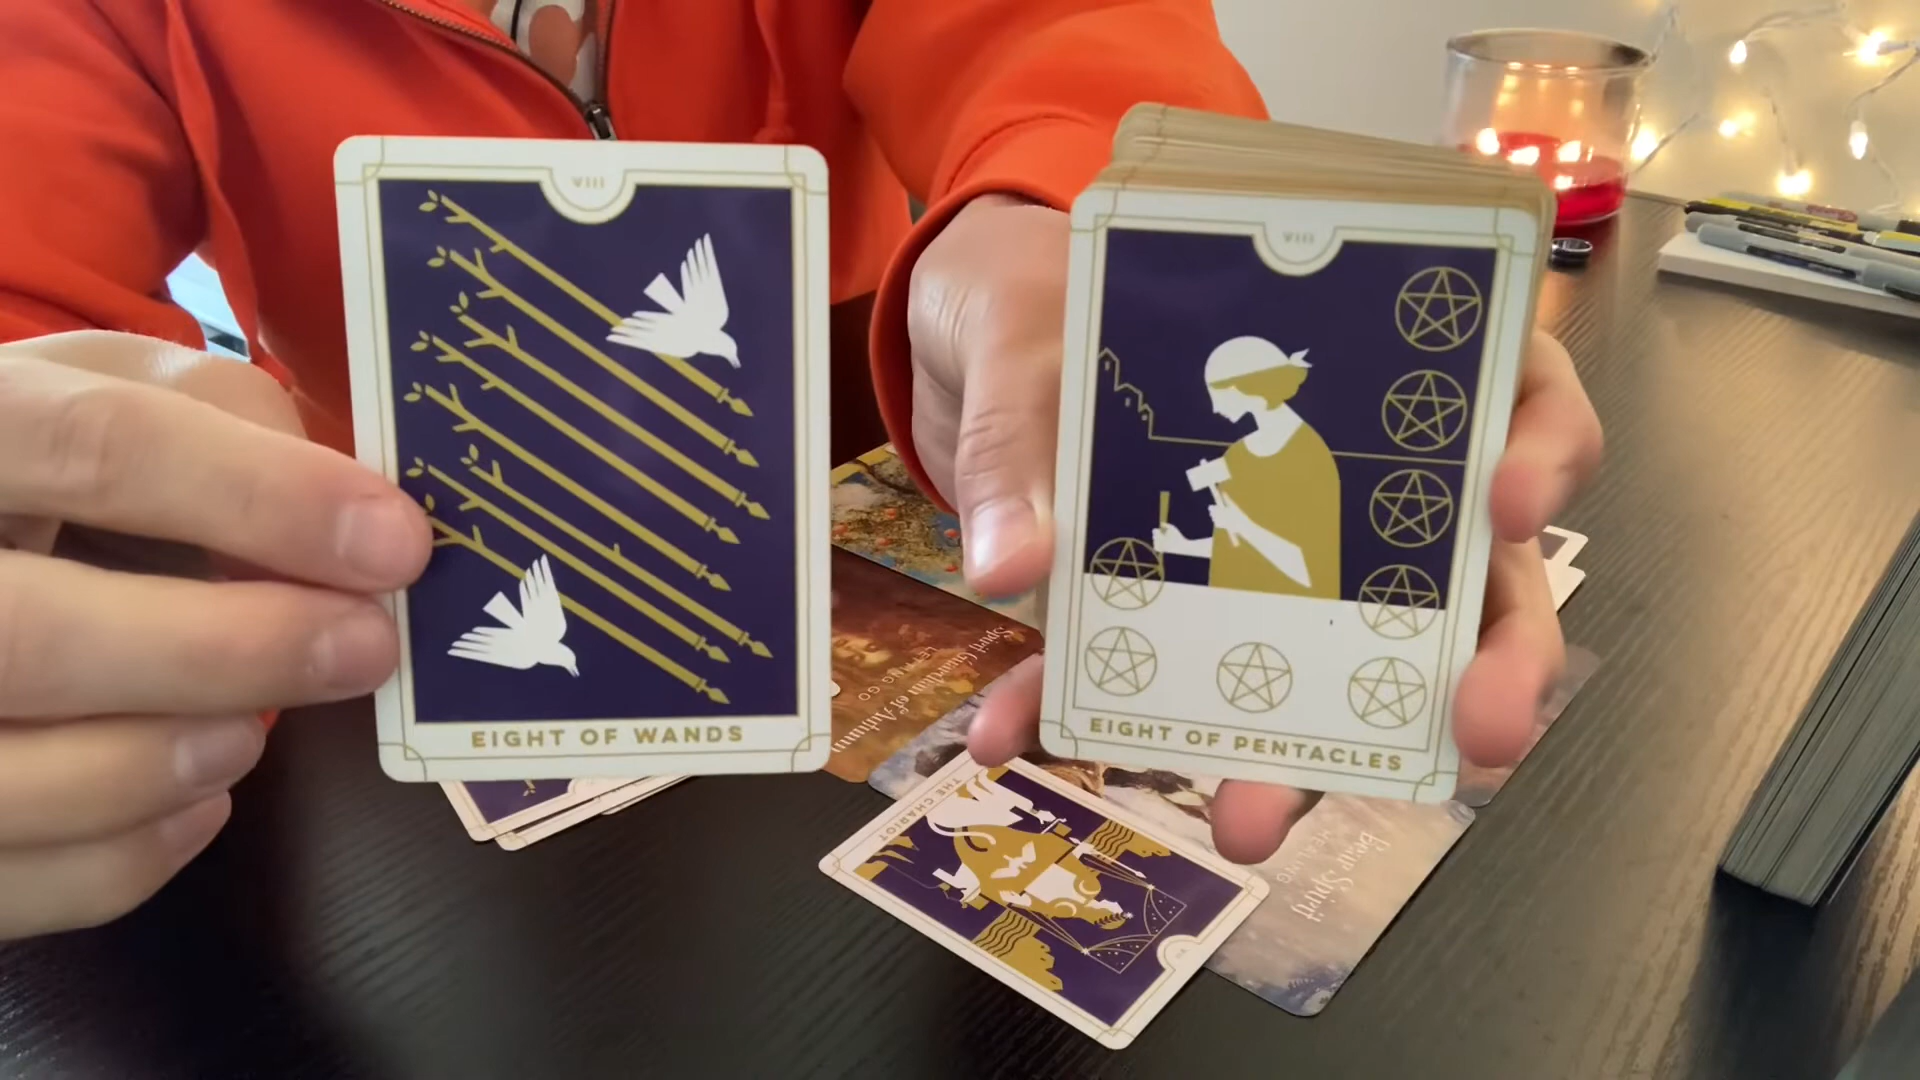 VIII
EIGHT OF WANDS
VIII
EIGHT OF PENTACLES
Spirit Guardian of Autumn
LETTING GO
THE CHARIOT
VII
Bear Spirit
HEALING